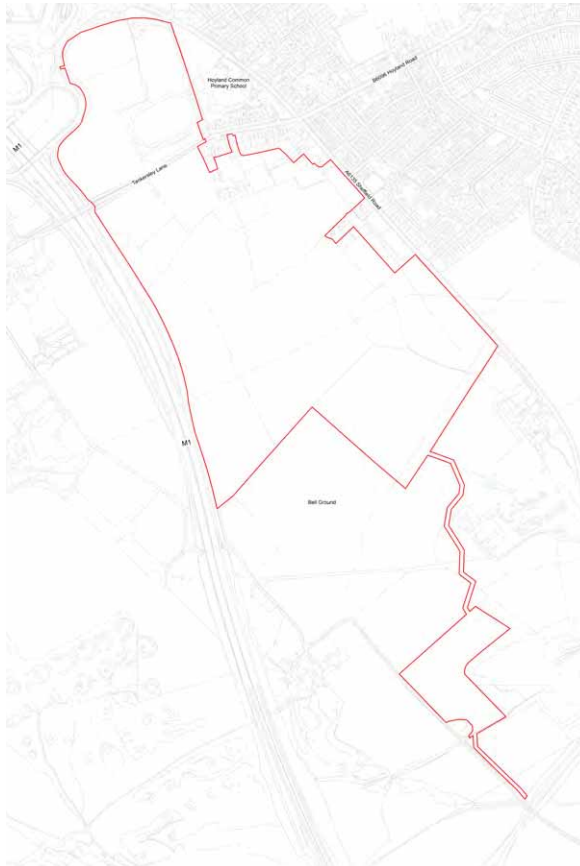 Hoyland Common
Primary School
B6096 Hoyland Road
M1
Tankersley Lane
A6135 Sheffield Road
M1
Bell Ground